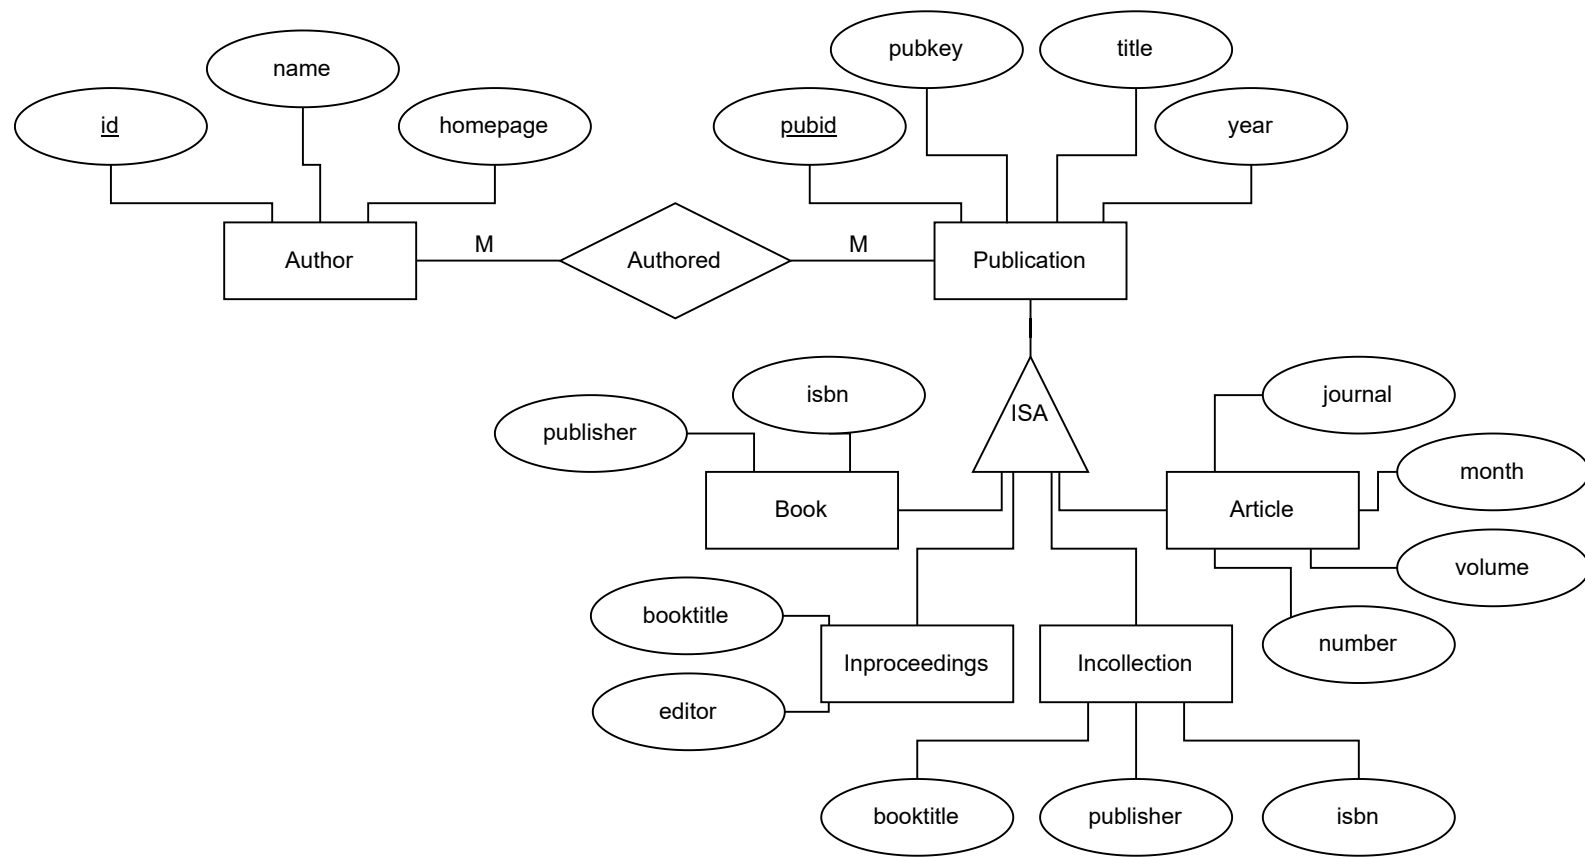 pubkey
title
name
id
homepage
pubid
year
M
M
Author
Authored
Publication
isbn
journal
ISA
publisher
month
Book
Article
volume
booktitle
number
Inproceedings
Incollection
editor
booktitle
publisher
isbn